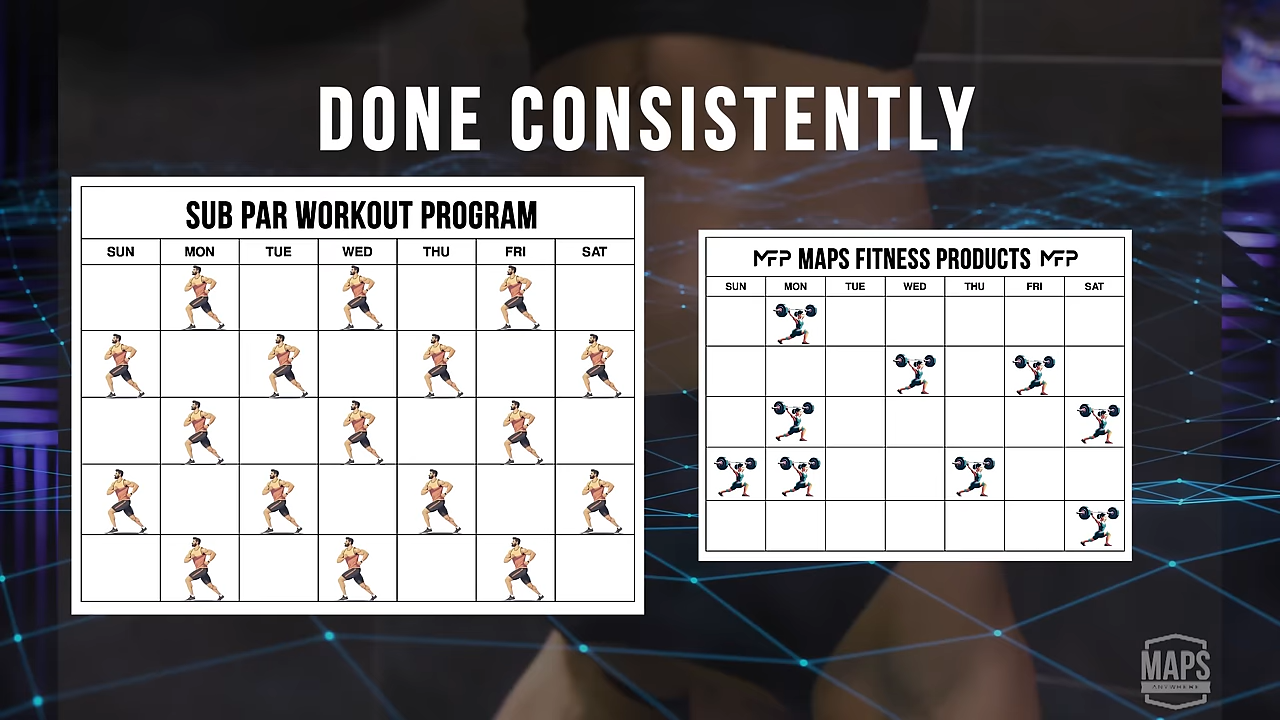 DONE CONSISTENTLY
SUB PAR WORKOUT PROGRAM
SUN MON TUE WED THU FRI SAT
MFP MAPS FITNESS PRODUCTS MFP
SUN MON TUE WED THU FRI SAT
MAPS
ANYWHERE